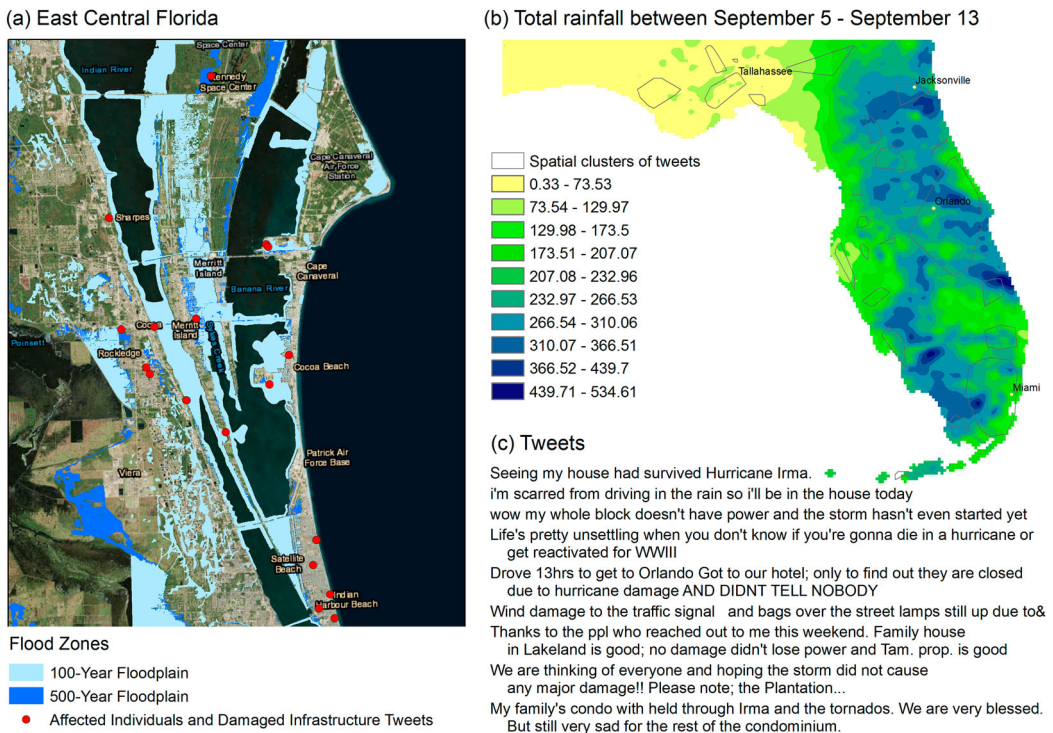 (a) East Central Florida
Space Center
Indian River
Kennedy
Space Center
Cape Canaveral
Air Force
Station
Sharpes
Merritt
Island
Cape
Canaveral
Banana River
Cocoa
Merritt
Island
Sykes Creek
Poinsett
Rockledge
Cocoa Beach
Patrick Air
Force Base
Viera
Satellite
Beach
Indian
Harbour Beach
Flood Zones
100-Year Floodplain
500-Year Floodplain
Affected Individuals and Damaged Infrastructure Tweets
(b) Total rainfall between September 5 - September 13
Tallahassee
Jacksonville
Orlando
Miami
Spatial clusters of tweets
0.33 - 73.53
73.54 - 129.97
129.98 - 173.5
173.51 - 207.07
207.08 - 232.96
232.97 - 266.53
266.54 - 310.06
310.07 - 366.51
366.52 - 439.7
439.71 - 534.61
(c) Tweets
Seeing my house had survived Hurricane Irma.
i'm scarred from driving in the rain so i'll be in the house today
wow my whole block doesn't have power and the storm hasn't even started yet
Life's pretty unsettling when you don't know if you're gonna die in a hurricane or
get reactivated for WWIII
Drove 13hrs to get to Orlando Got to our hotel; only to find out they are closed
due to hurricane damage AND DIDNT TELL NOBODY
Wind damage to the traffic signal and bags over the street lamps still up due to&
Thanks to the ppl who reached out to me this weekend. Family house
in Lakeland is good; no damage didn't lose power and Tam. prop. is good
We are thinking of everyone and hoping the storm did not cause
any major damage!! Please note; the Plantation...
My family's condo with held through Irma and the tornados. We are very blessed.
But still very sad for the rest of the condominium.